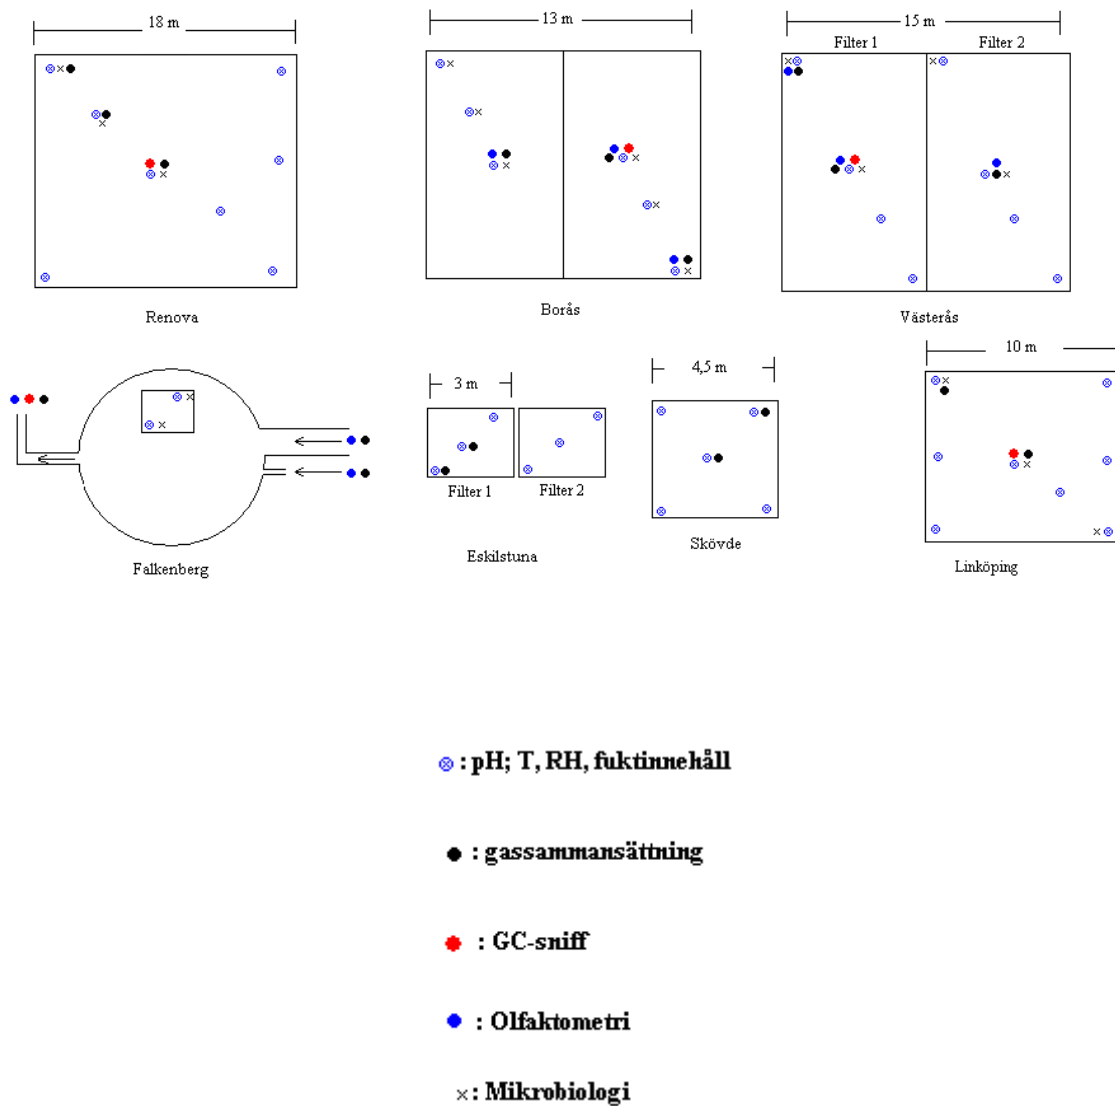 18 m
13 m
15 m
Filter 1
Filter 2
Renova
Borås
Västerås
3 m
4,5 m
10 m
Filter 1
Filter 2
Falkenberg
Eskilstuna
Skövde
Linköping
: pH; T, RH, fuktinnehåll
: gassammansättning
: GC-sniff
: Olfaktometri
: Mikrobiologi